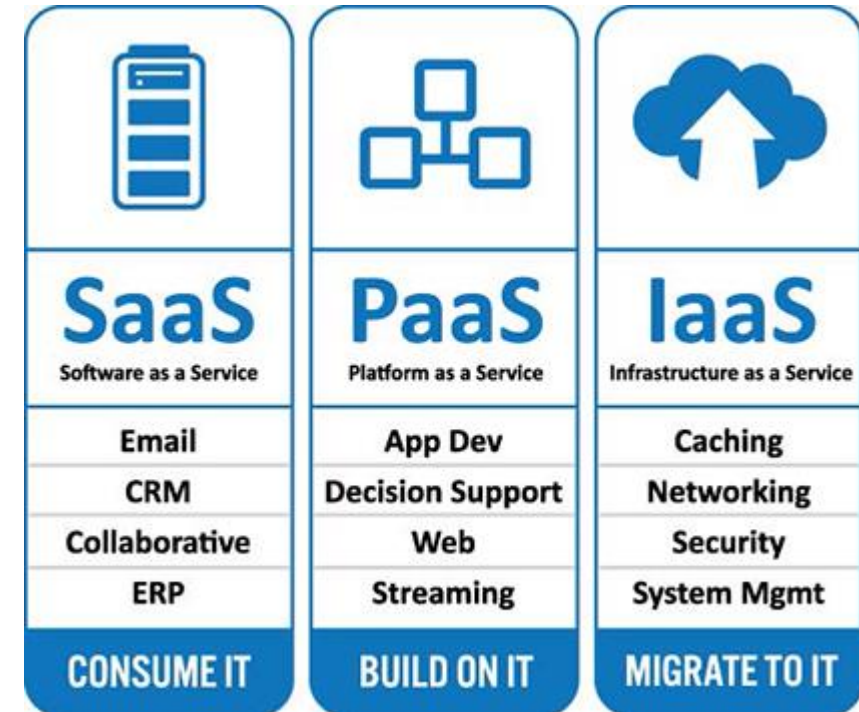 SaaS
Software as a Service
Email
CRM
Collaborative
ERP
CONSUME IT
PaaS
Platform as a Service
App Dev
Decision Support
Web
Streaming
BUILD ON IT
IaaS
Infrastructure as a Service
Caching
Networking
Security
System Mgmt
MIGRATE TO IT